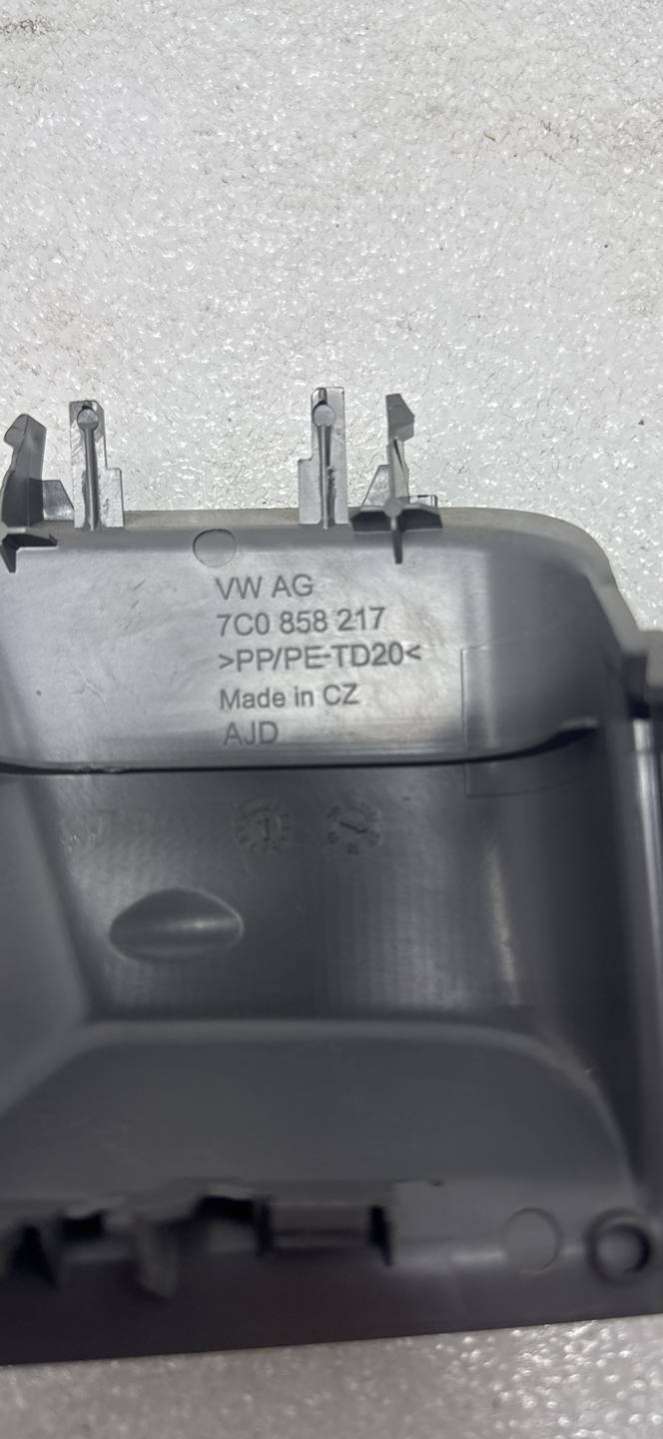 VW AG
7C0 858 217
>PP/PE-TD20<
Made in CZ
AJD